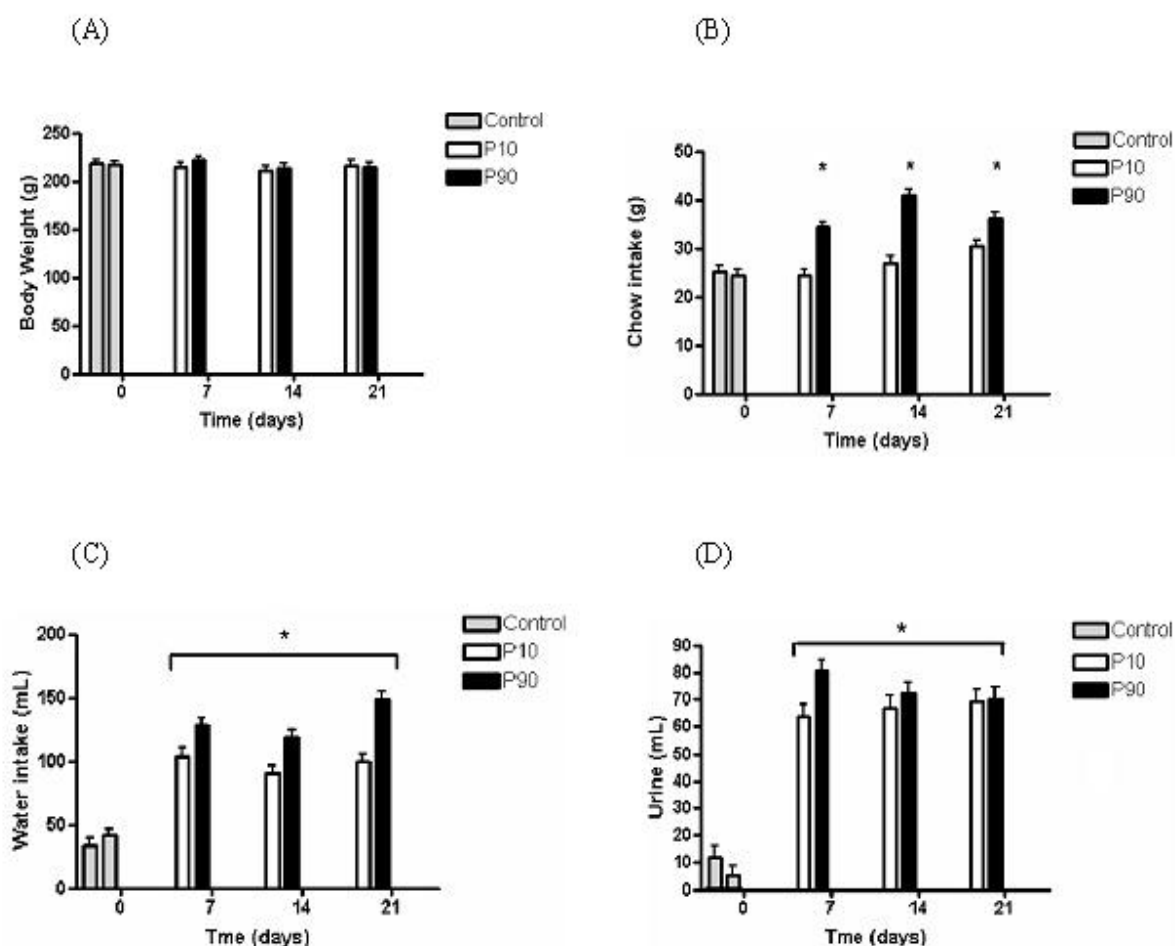 (A)
Control
P10
P90
250
200
150
100
50
0
Body Weight (g)
0 7 14 21
Time (days)
(B)
Control
P10
P90
50
40
30
20
10
0
Chow intake (g)
* * *
0 7 14 21
Time (days)
(C)
Control
P10
P90
200
150
100
50
0
Water intake (mL)
*
0 7 14 21
Tme (days)
(D)
Control
P10
P90
90
80
70
60
50
40
30
20
10
0
Urine (mL)
*
0 7 14 21
Tme (days)